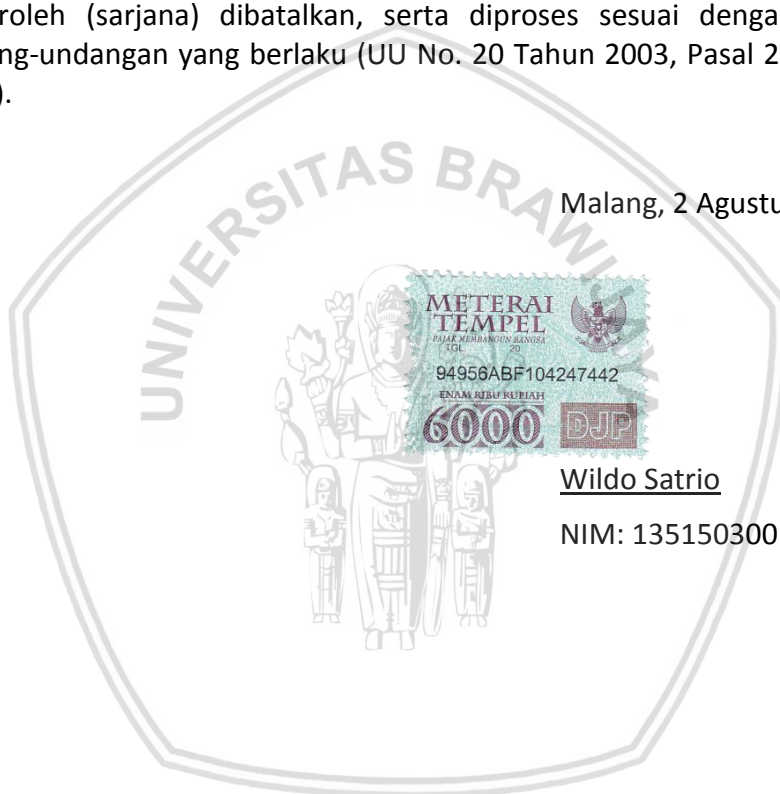 roleh (sarjana) dibatalkan, serta diproses sesuai denga
ng-undangan yang berlaku (UU No. 20 Tahun 2003, Pasal 2
).
UNIVERSITAS BRAWIJAYA
Malang, 2 Agustu
METERAI
TEMPEL
PAJAK MEMBANGUN BANGSA
TGL 20
94956ABF104247442
ENAM RIBU RUPIAH
6000 DJP
Wildo Satrio
NIM: 135150300